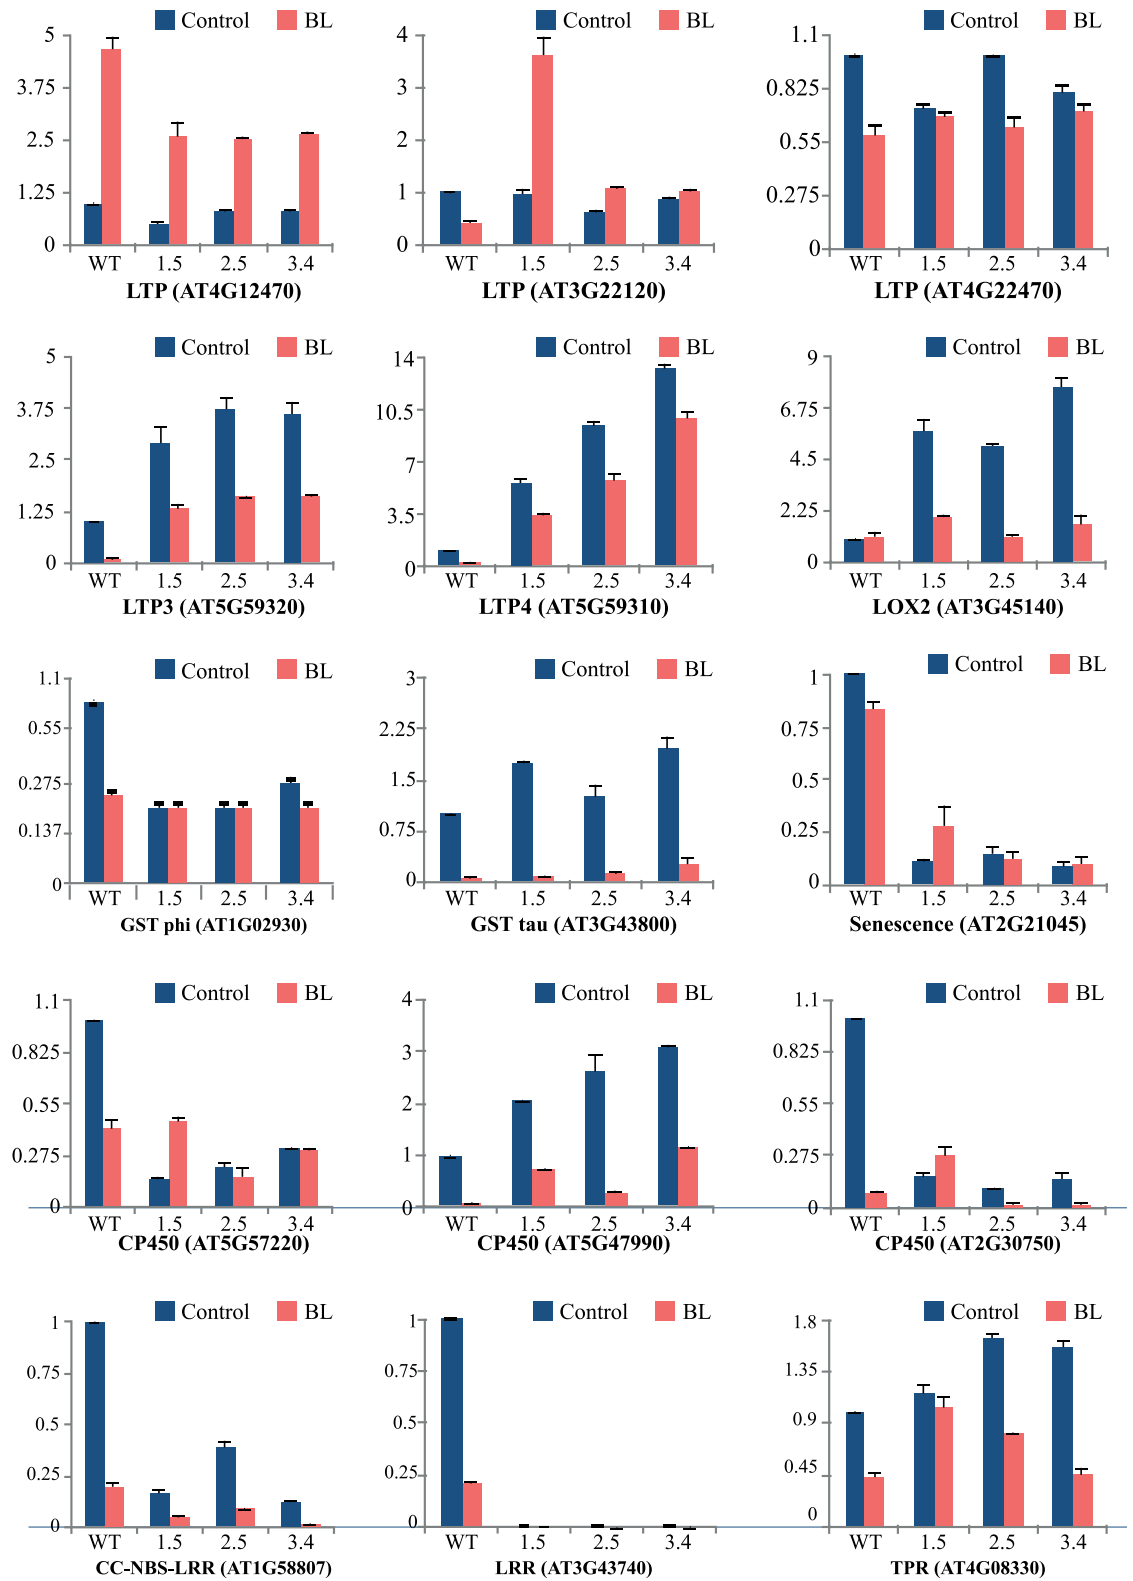 Control BL
5
3.75
2.5
1.25
0
WT 1.5 2.5 3.4
LTP (AT4G12470)
Control BL
4
3
2
1
0
WT 1.5 2.5 3.4
LTP (AT3G22120)
Control BL
1.1
0.825
0.55
0.275
0
WT 1.5 2.5 3.4
LTP (AT4G22470)
Control BL
5
3.75
2.5
1.25
0
WT 1.5 2.5 3.4
LTP3 (AT5G59320)
Control BL
14
10.5
7
3.5
0
WT 1.5 2.5 3.4
LTP4 (AT5G59310)
Control BL
9
6.75
4.5
2.25
0
WT 1.5 2.5 3.4
LOX2 (AT3G45140)
Control BL
1.1
0.55
0.275
0.137
0
WT 1.5 2.5 3.4
GST phi (AT1G02930)
Control BL
3
2.25
1.5
0.75
0
WT 1.5 2.5 3.4
GST tau (AT3G43800)
Control BL
1
0.75
0.5
0.25
0
WT 1.5 2.5 3.4
Senescence (AT2G21045)
Control BL
1.1
0.825
0.55
0.275
0
WT 1.5 2.5 3.4
CP450 (AT5G57220)
Control BL
4
3
2
1
0
WT 1.5 2.5 3.4
CP450 (AT5G47990)
Control BL
1.1
0.825
0.55
0.275
0
WT 1.5 2.5 3.4
CP450 (AT2G30750)
Control BL
1
0.75
0.5
0.25
0
WT 1.5 2.5 3.4
CC-NBS-LRR (AT1G58807)
Control BL
1
0.75
0.5
0.25
0
WT 1.5 2.5 3.4
LRR (AT3G43740)
Control BL
1.8
1.35
0.9
0.45
0
WT 1.5 2.5 3.4
TPR (AT4G08330)